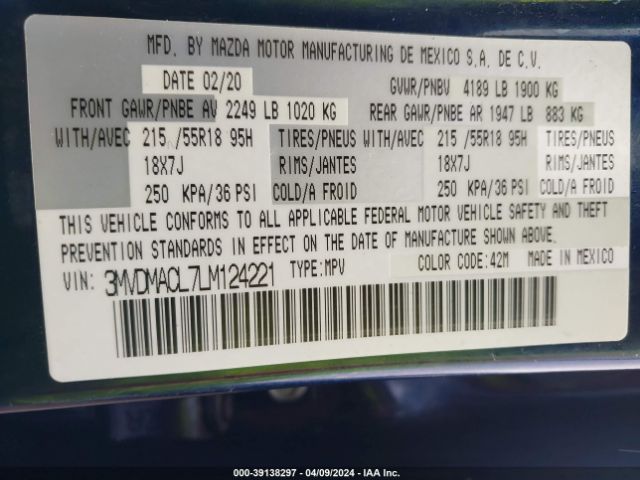 MFD. BY MAZDA MOTOR MANUFACTURING DE MEXICO S.A. DE C.V.
DATE 02/20 GVWR/PNBV 4189 LB 1900 KG
FRONT GAWR/PNBE AV 2249 LB 1020 KG REAR GAWR/PNBE AR 1947 LB 883 KG
WITH/AVEC 215 /55R18 95H TIRES/PNEUS WITH/AVEC 215 /55R18 95H TIRES/PNEUS
18X7J RIMS/JANTES 18X7J RIMS/JANTES
250 KPA/36 PSI COLD/A FROID 250 KPA/36 PSI COLD/A FROID
THIS VEHICLE CONFORMS TO ALL APPLICABLE FEDERAL MOTOR VEHICLE SAFETY AND THEFT
PREVENTION STANDARDS IN EFFECT ON THE DATE OF MANUFACTURE SHOWN ABOVE.
VIN: 3MVDMACL7LM124221 TYPE:MPV COLOR CODE:42M MADE IN MEXICO
000-39138297 - 04/09/2024 - IAA Inc.